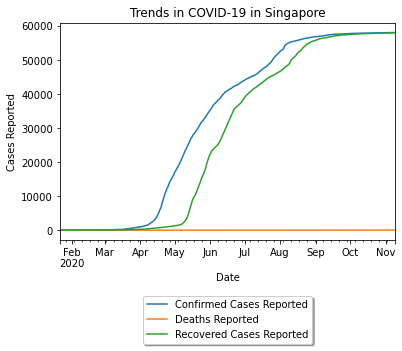 Trends in COVID-19 in Singapore
60000
50000
40000
30000
20000
10000
0
Cases Reported
Feb Mar Apr May Jun Jul Aug Sep Oct Nov
2020
Date
Confirmed Cases Reported
Deaths Reported
Recovered Cases Reported